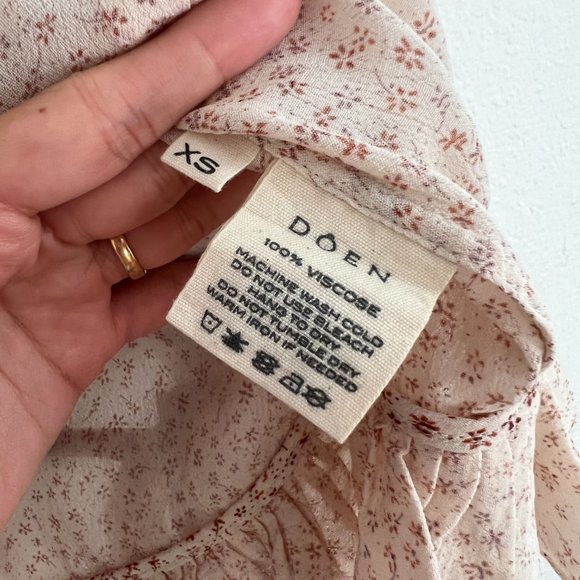 XS
DÔEN
100% VISCOSE
MACHINE WASH COLD
DO NOT USE BLEACH
HANG TO DRY
DO NOT TUMBLE DRY
WARM IRON IF NEEDED